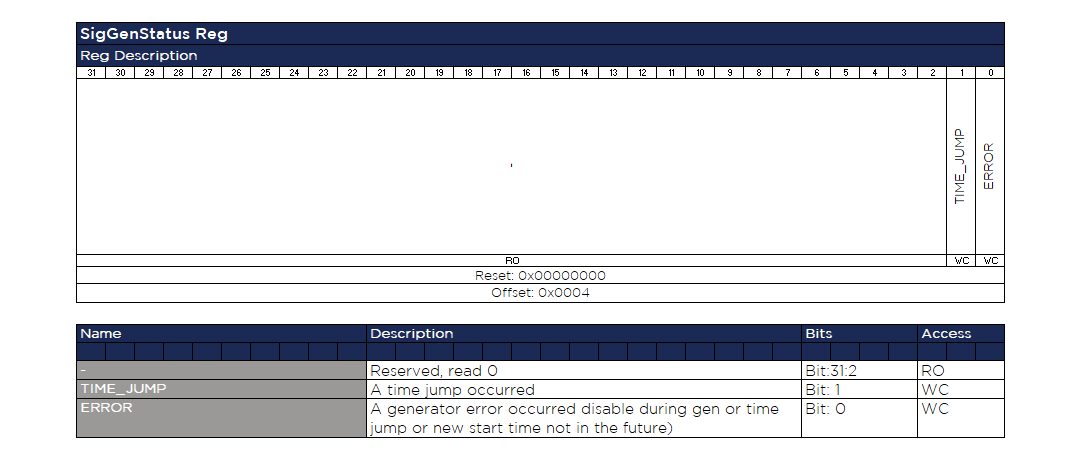 SigGenStatus Reg
Reg Description
31 30 29 28 27 26 25 24 23 22 21 20 19 18 17 16 15 14 13 12 11 10 9 8 7 6 5 4 3 2 1 0
-
TIME_JUMP
ERROR
RO WC WC
Reset: 0x00000000
Offset: 0x0004
Name Description Bits Access
- Reserved, read 0 Bit:31:2 RO
TIME_JUMP A time jump occurred Bit: 1 WC
ERROR A generator error occurred disable during gen or time Bit: 0 WC
jump or new start time not in the future)